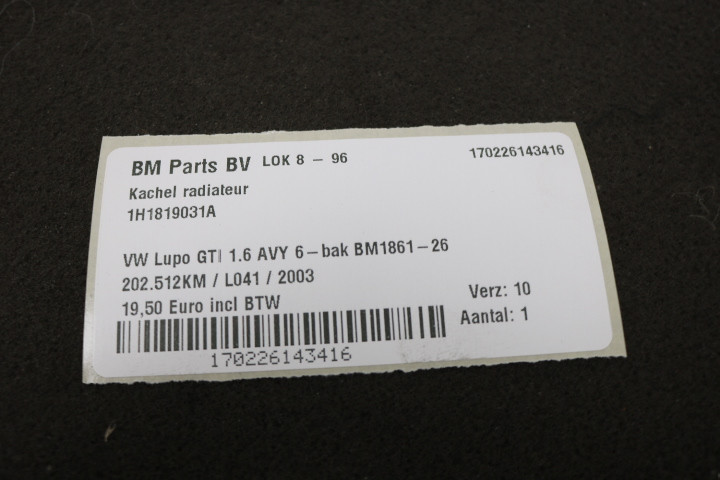 BM Parts BV LOK 8 - 96 170226143416
Kachel radiateur
1H1819031A
VW Lupo GTI 1.6 AVY 6-bak BM1861-26
202.512KM / L041 / 2003
19,50 Euro incl BTW
Verz: 10
Aantal: 1
170226143416